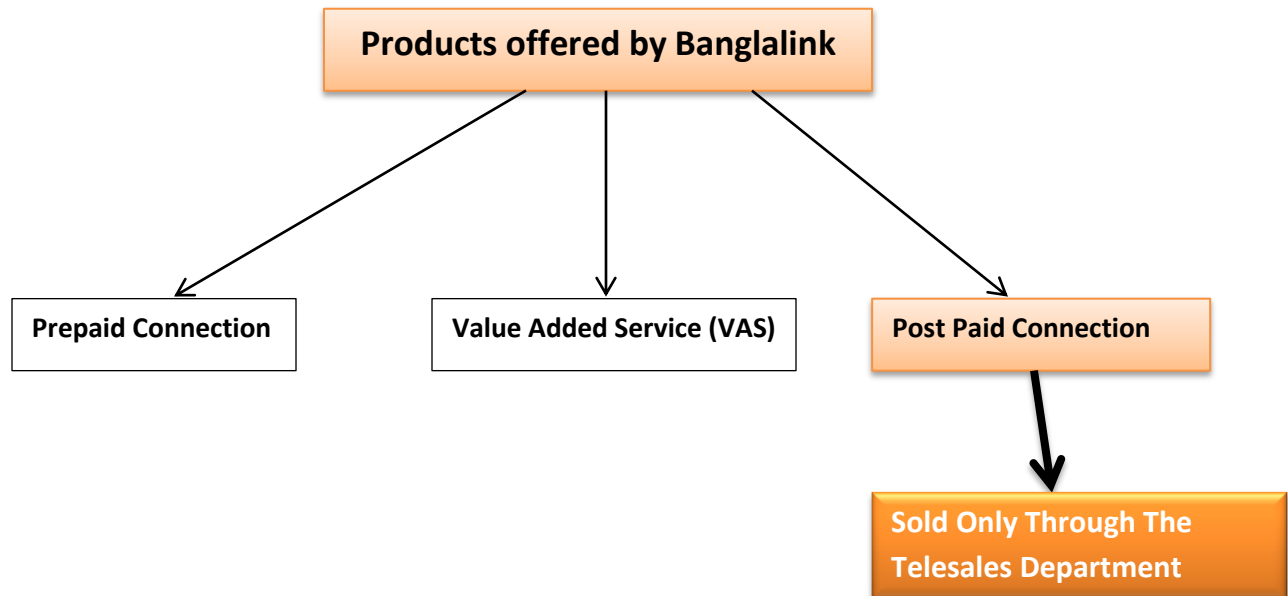 Products offered by Banglalink
Prepaid Connection
Value Added Service (VAS)
Post Paid Connection
Sold Only Through The
Telesales Department